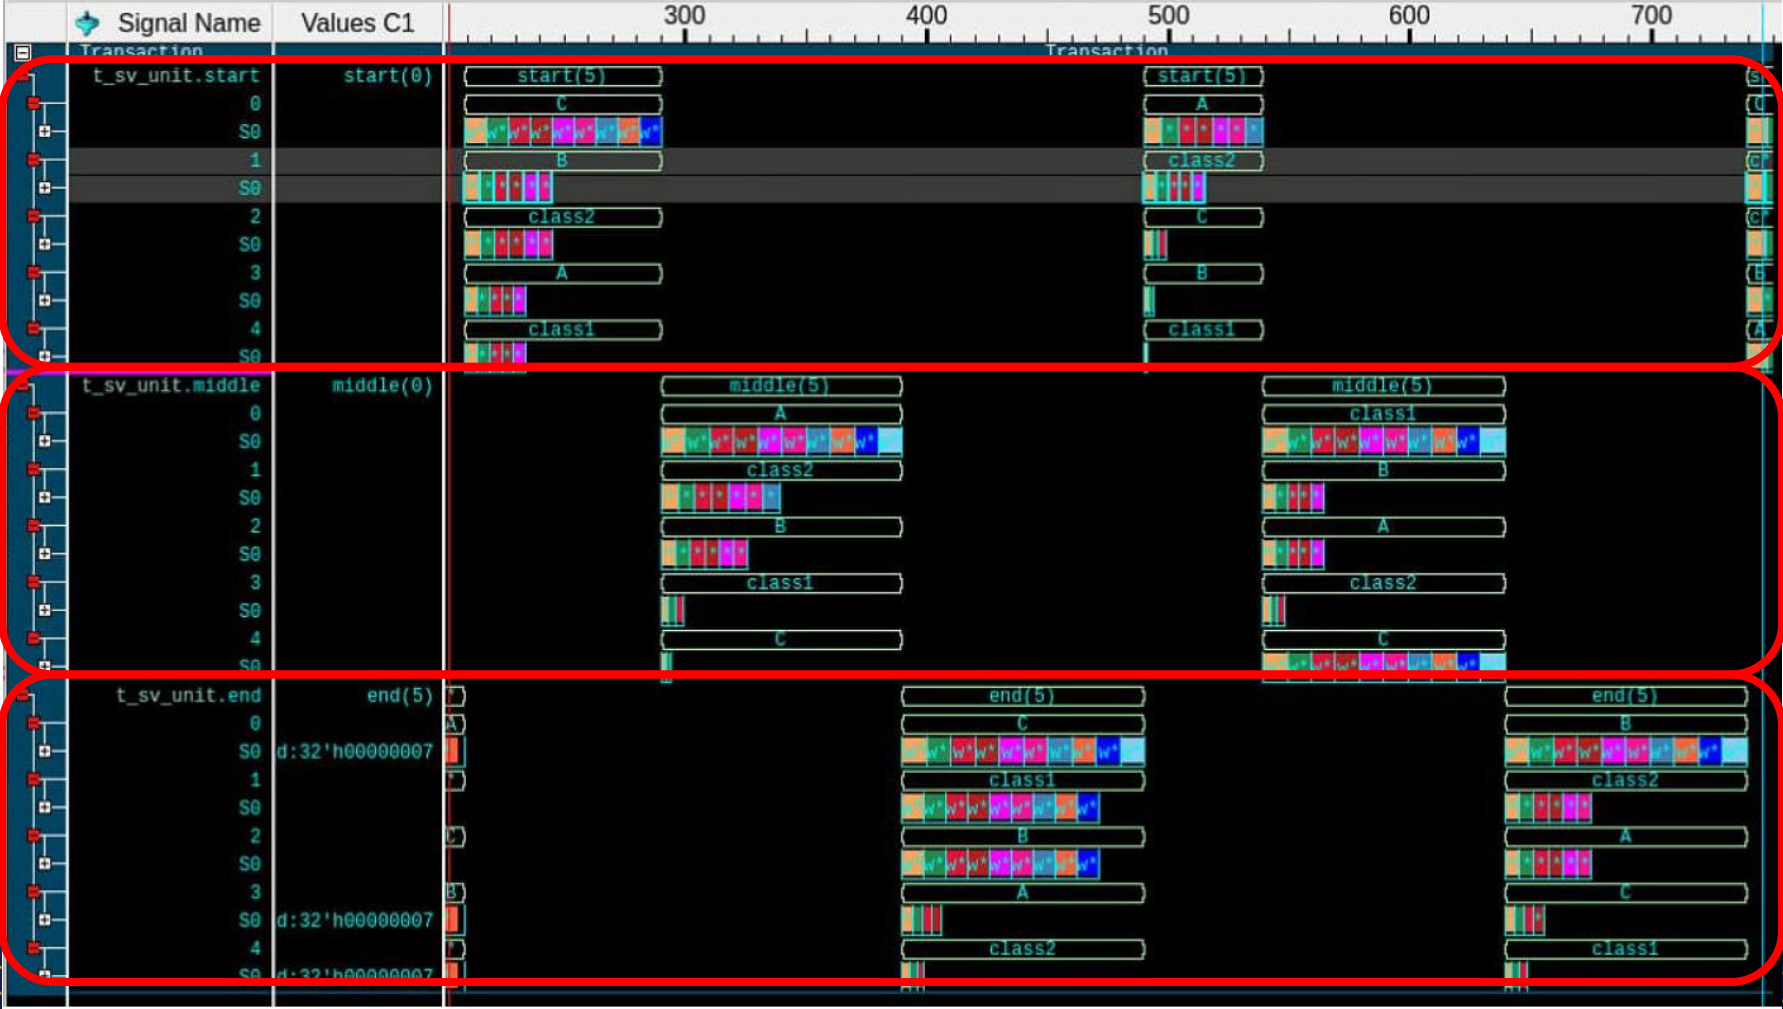 Signal Name Values C1 300 400 500 600 700
Transaction Transaction
t_sv_unit.start start(0) start(5) start(5)
0 C A C
S0 w* w* w* w* w* w* w* w*
1 B class2 c*
S0
2 class2 C c*
S0
3 A B B
S0
4 class1 class1 A
S0
t_sv_unit.middle middle(0) middle(5) middle(5)
0 A class1
S0 w* w* w* w* w* w* w* w* w* w* w* w* w* w* w* w*
1 class2 B
S0
2 B A
S0
3 class1 class2
S0
4 C C
S0
t_sv_unit.end end(5) end(5) end(5)
0 A C B
S0 d:32'h00000007 w* w* w* w* w* w* w* w* w* w* w* w* w* w* w* w*
1 class1 class2
S0 w* w* w* w* w* w* w* w*
2 C B A
S0 w* w* w* w* w* w* w* w*
3 B A C
S0 d:32'h00000007
4 class2 class1
S0 d:32'h00000007